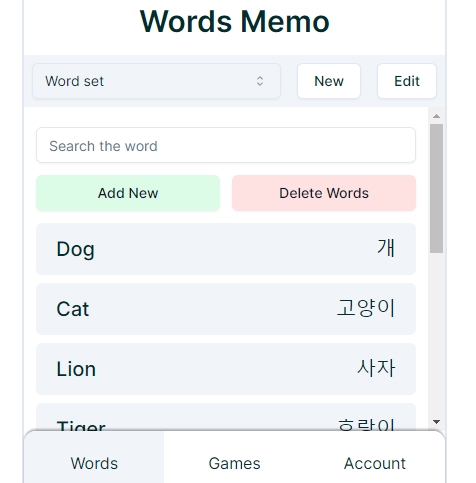 Words Memo
Word set New Edit
Search the word
Add New Delete Words
Dog 개
Cat 고양이
Lion 사자
Tiger 호랑이
Words Games Account